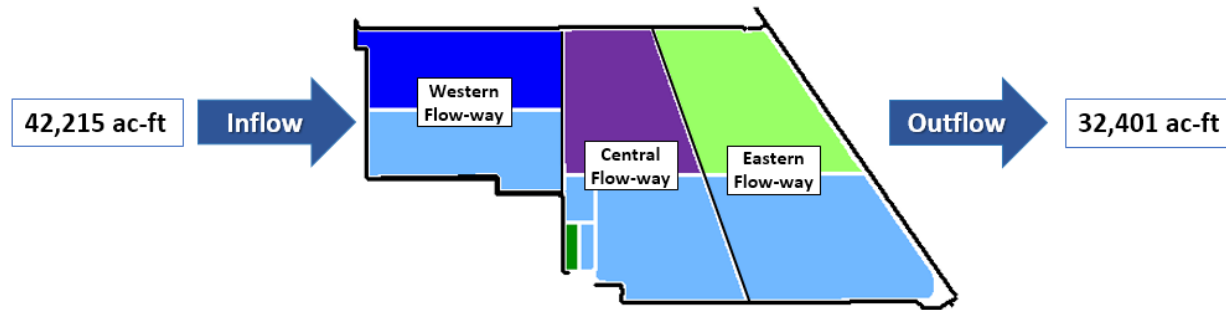 42,215 ac-ft
Inflow
Western
Flow-way
Central
Flow-way
Eastern
Flow-way
Outflow
32,401 ac-ft